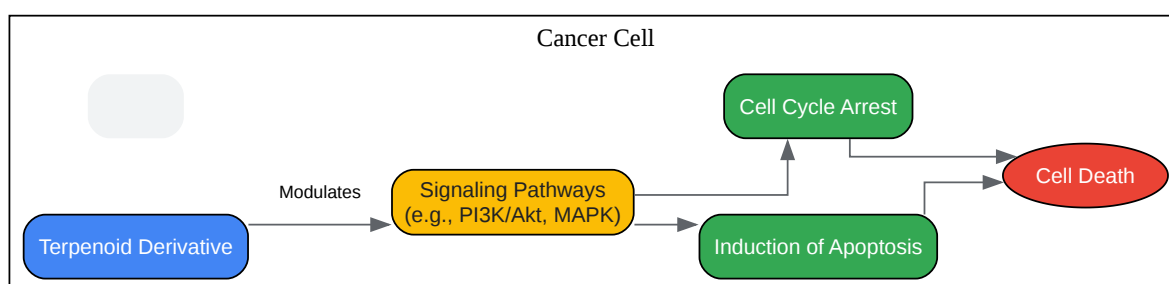 Cancer Cell
Cell Cycle Arrest
Modulates
Signaling Pathways
(e.g., PI3K/Akt, MAPK)
Cell Death
Terpenoid Derivative
Induction of Apoptosis